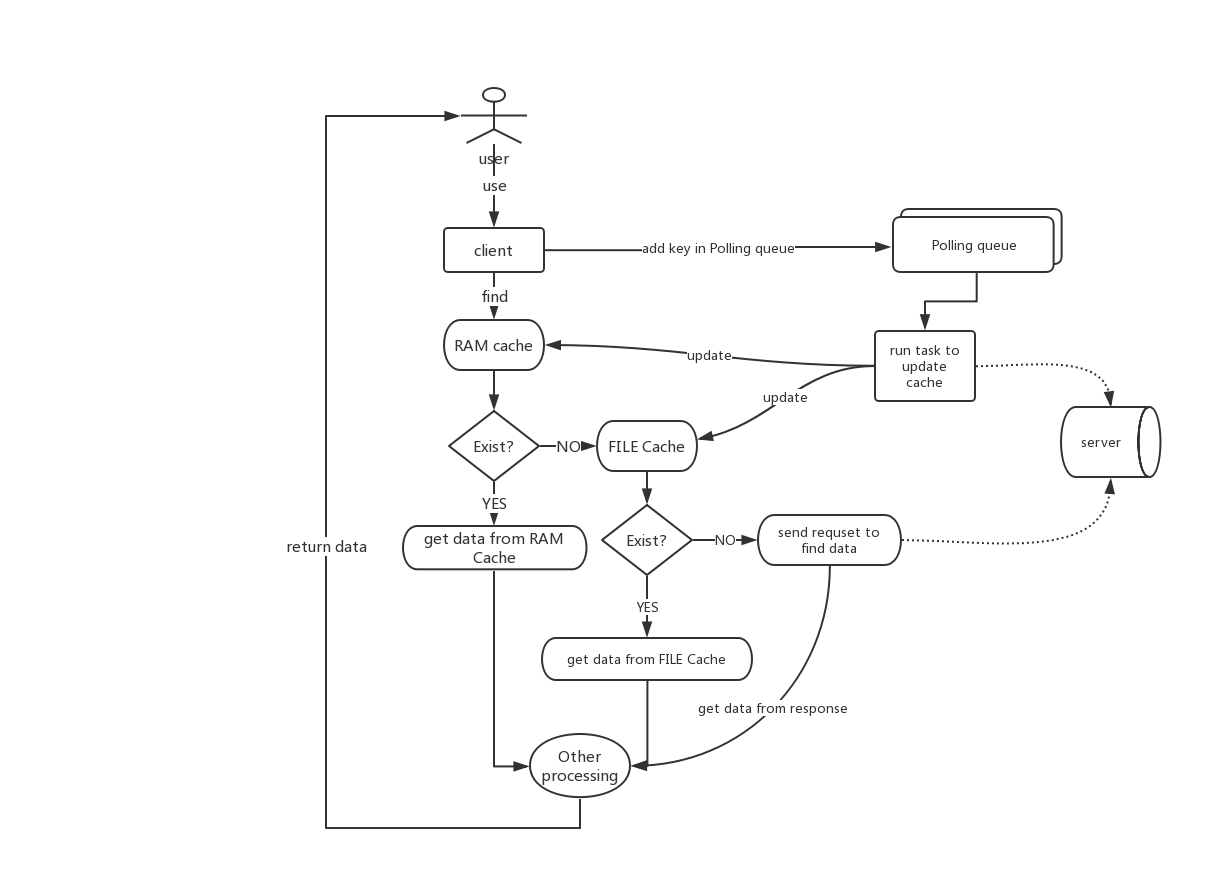 user
use
client
add key in Polling queue
Polling queue
find
RAM cache
update
run task to
update
cache
update
Exist?
NO
FILE Cache
server
YES
get data from RAM
Cache
return data
Exist?
NO
send requset to
find data
YES
get data from FILE Cache
get data from response
Other
processing